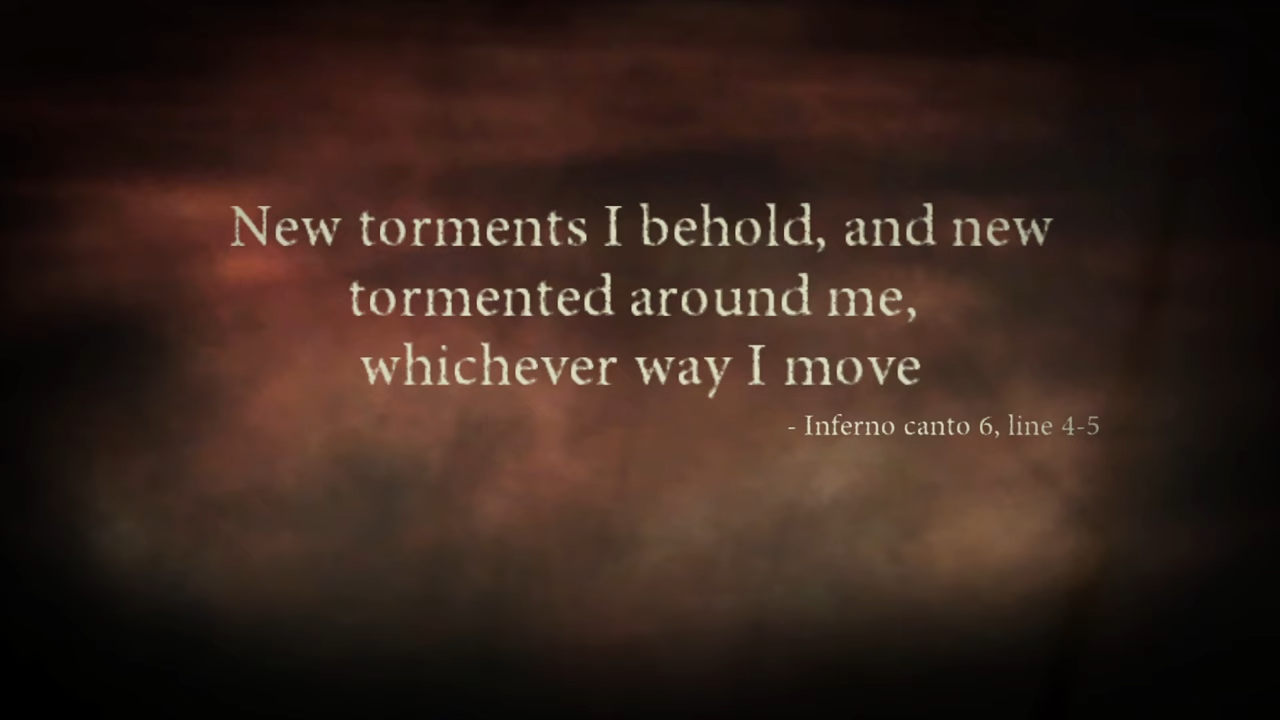 New torments I behold, and new
tormented around me,
whichever way I move
- Inferno canto 6, line 4-5